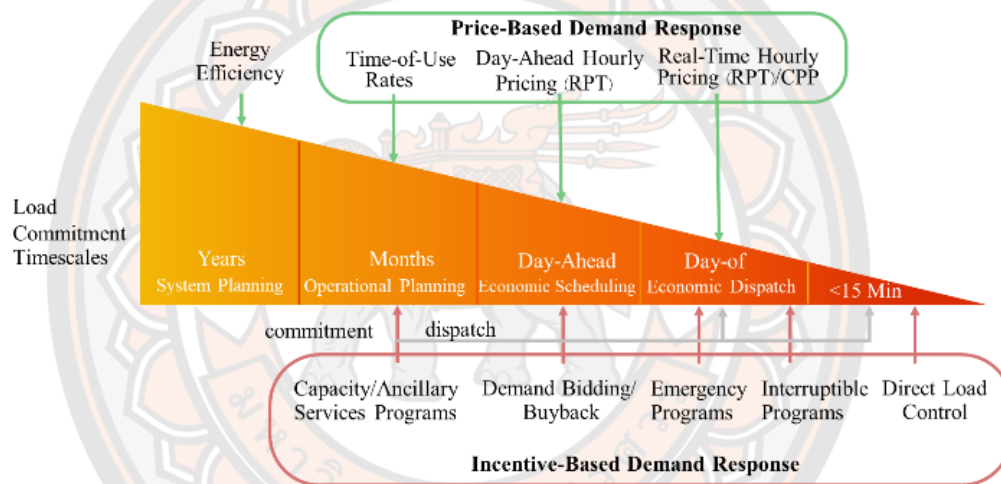 Price-Based Demand Response
Energy
Efficiency
Time-of-Use
Rates
Day-Ahead Hourly
Pricing (RPT)
Real-Time Hourly
Pricing (RPT)/CPP
Load
Commitment
Timescales
Years
System Planning
Months
Operational Planning
Day-Ahead
Economic Scheduling
Day-of
Economic Dispatch
<15 Min
commitment
dispatch
Capacity/Ancillary
Services Programs
Demand Bidding/
Buyback
Emergency
Programs
Interruptible
Programs
Direct Load
Control
Incentive-Based Demand Response